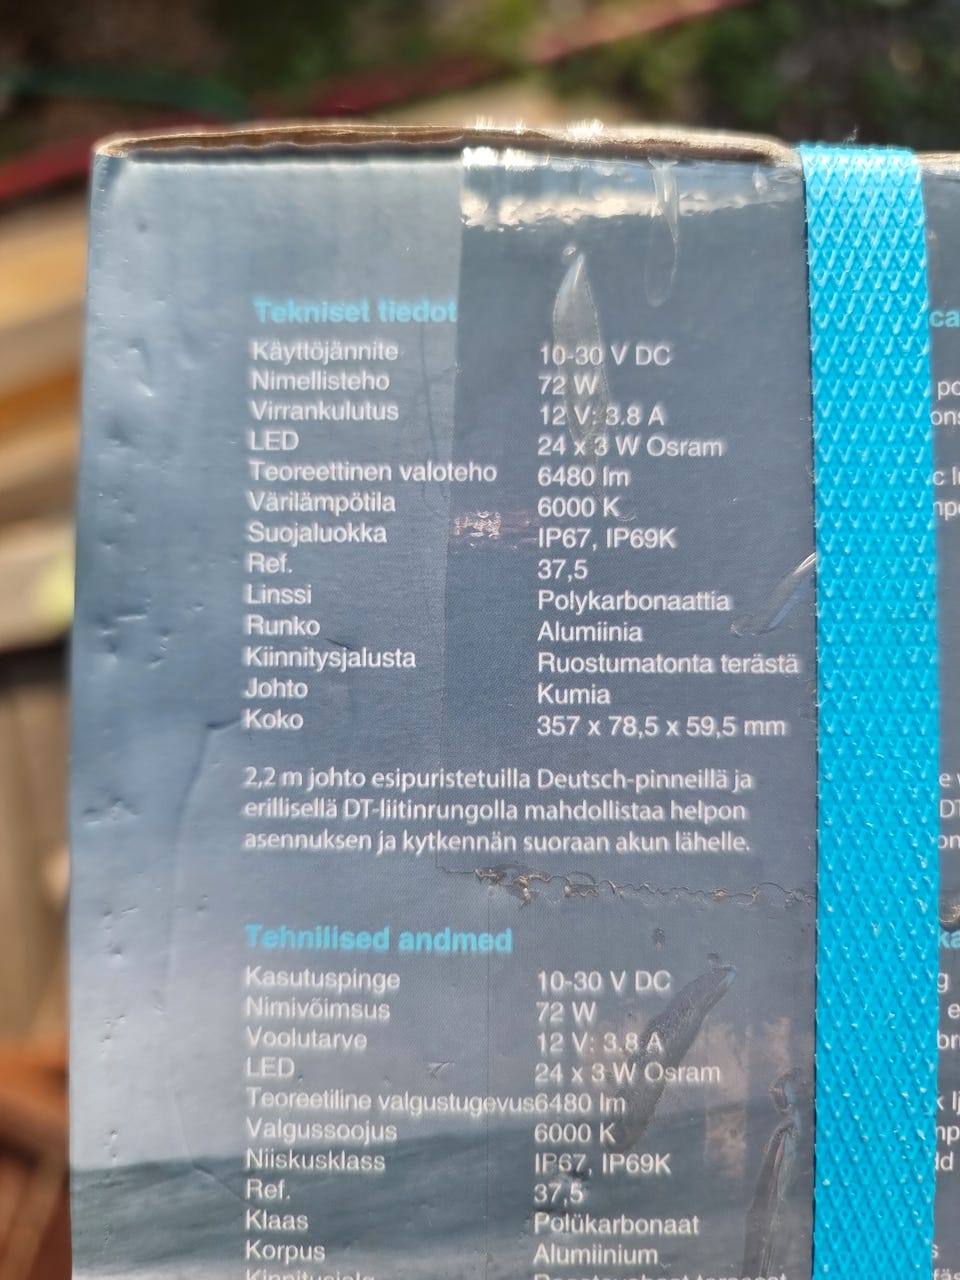 Tekniset tiedot
Käyttöjännite 10-30 V DC
Nimellisteho 72 W
Virrankulutus 12 V: 3.8 A
LED 24 x 3 W Osram
Teoreettinen valoteho 6480 lm
Värilämpötila 6000 K
Suojaluokka IP67, IP69K
Ref. 37,5
Linssi Polykarbonaattia
Runko Alumiinia
Kiinnitysjalusta Ruostumatonta terästä
Johto Kumia
Koko 357 x 78,5 x 59,5 mm
2,2 m johto esipuristetuilla Deutsch-pinneillä ja
erillisellä DT-liitinrungolla mahdollistaa helpon
asennuksen ja kytkennän suoraan akun lähelle.
Tehnilised andmed
Kasutuspinge 10-30 V DC
Nimivõimsus 72 W
Voolutarve 12 V: 3.8 A
LED 24 x 3 W Osram
Teoreetiline valgustugevus 6480 lm
Valgussoojus 6000 K
Niiskusklass IP67, IP69K
Ref. 37,5
Klaas Polükarbonaat
Korpus Alumiinium